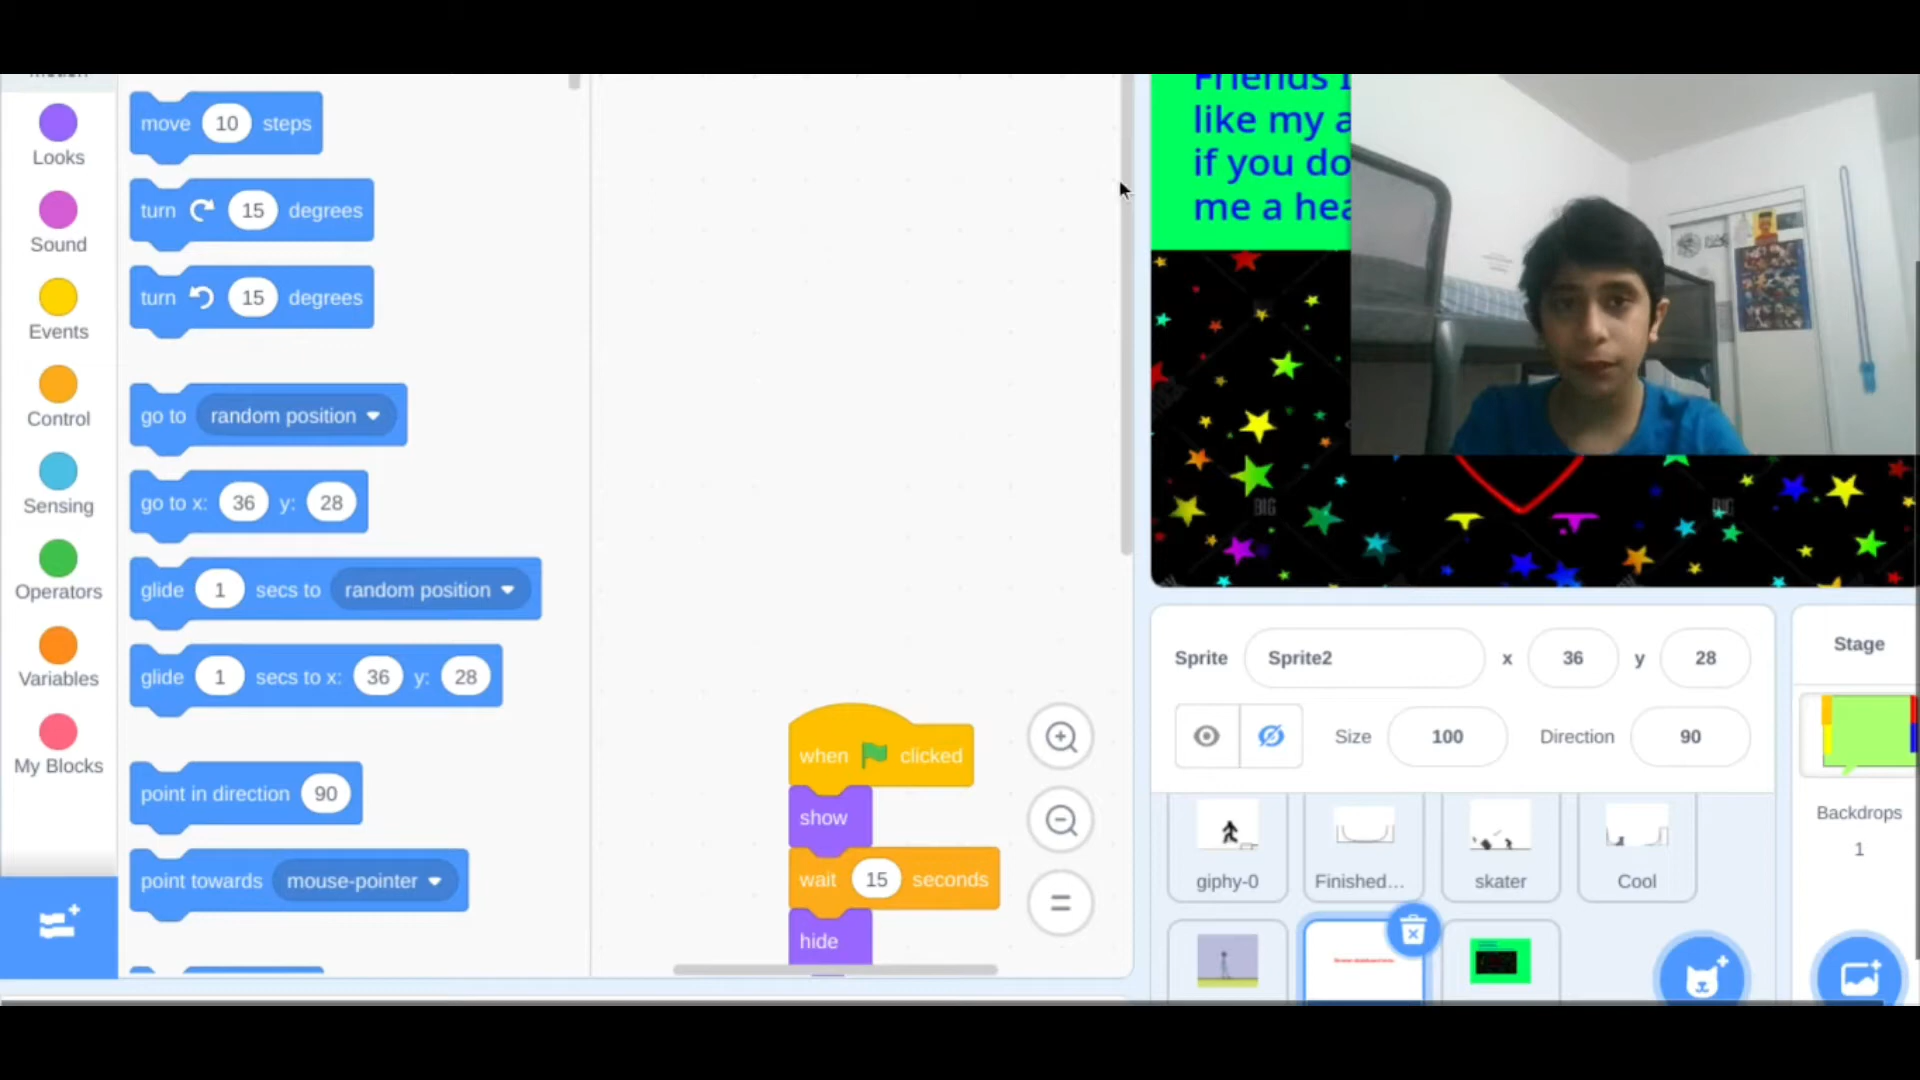 Looks
Sound
Events
Control
Sensing
Operators
Variables
My Blocks
move 10 steps
turn 15 degrees
turn 15 degrees
go to random position
go to x: 36 y: 28
glide 1 secs to random position
glide 1 secs to x: 36 y: 28
point in direction 90
point towards mouse-pointer
when clicked
show
wait 15 seconds
hide
Friends I
like my a
if you do
me a hea
BIG
Sprite Sprite2 x 36 y 28
Size 100 Direction 90
giphy-0
Finished...
skater
Cool
Stage
Backdrops
1